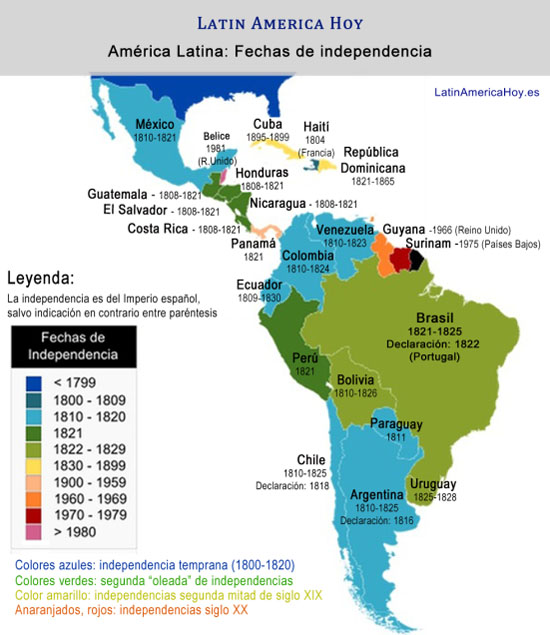 LATIN AMERICA HOY
América Latina: Fechas de independencia
LatinAmericaHoy.es
México
1810-1821
Belice
1981
(R.Unido)
Cuba
1895-1899
Haití
1804
(Francia)
República
Dominicana
1821-1865
Honduras
1808-1821
Guatemala - 1808-1821
El Salvador - 1808-1821
Nicaragua - 1808-1821
Costa Rica - 1808-1821
Panamá
1821
Venezuela
1810-1823
Guyana -1966 (Reino Unido)
Surinam -1975 (Países Bajos)
Colombia
1810-1824
Ecuador
1809-1830
Leyenda:
La independencia es del Imperio español,
salvo indicación en contrario entre paréntesis
Brasil
1821-1825
Declaración: 1822
(Portugal)
Perú
1821
Bolivia
1810-1826
Paraguay
1811
Chile
1810-1825
Declaración: 1818
Argentina
1810-1825
Declaración: 1816
Uruguay
1825-1828
Fechas de
Independencia
< 1799
1800 - 1809
1810 - 1820
1821
1822 - 1829
1830 - 1899
1900 - 1959
1960 - 1969
1970 - 1979
> 1980
Colores azules: independencia temprana (1800-1820)
Colores verdes: segunda “oleada” de independencias
Color amarillo: independencias segunda mitad de siglo XIX
Anaranjados, rojos: independencias siglo XX